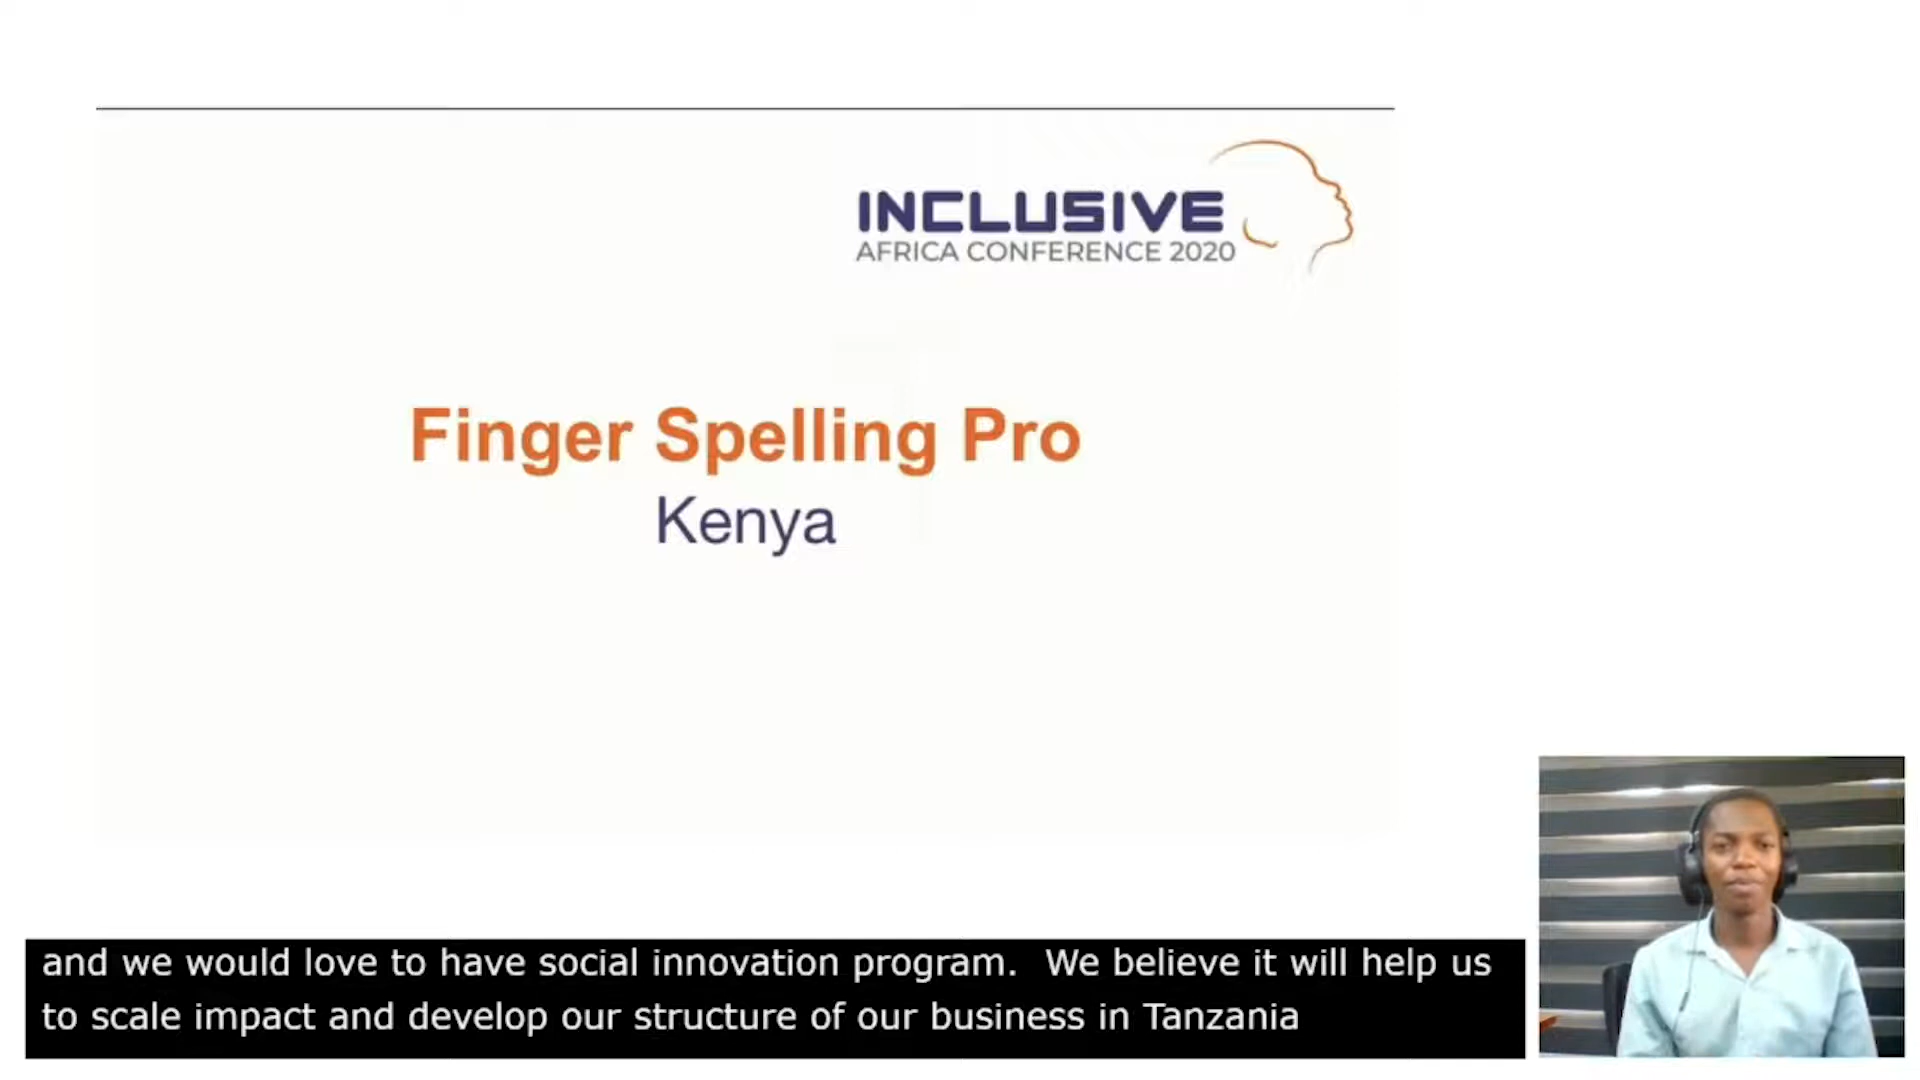 INCLUSIVE
AFRICA CONFERENCE 2020
Finger Spelling Pro
Kenya
and we would love to have social innovation program.  We believe it will help us
to scale impact and develop our structure of our business in Tanzania